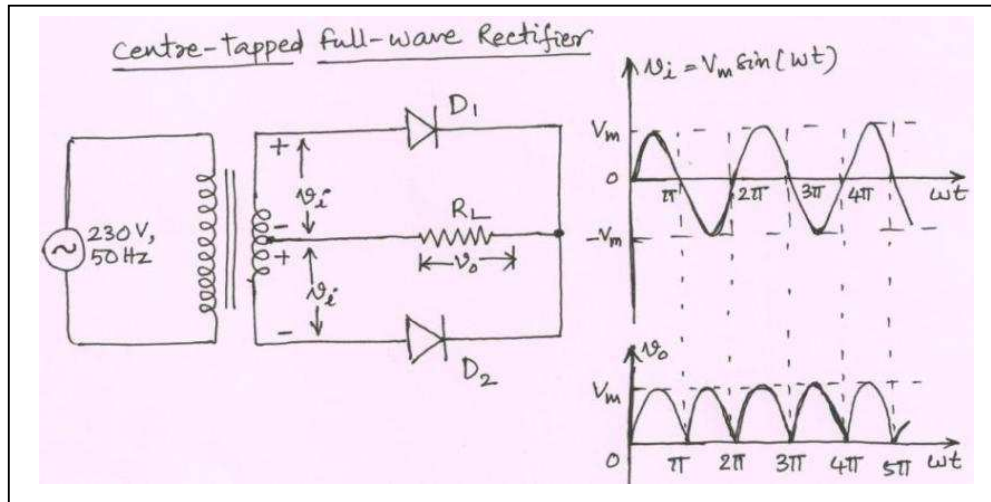 Centre-Tapped Full-wave Rectifier
D1
+
vi
-
230V,
50Hz
RL
+
vo
vi
-
D2
vi = Vm sin(ωt)
Vm
0
π 2π 3π 4π ωt
-Vm
vo
Vm
0
π 2π 3π 4π 5π ωt